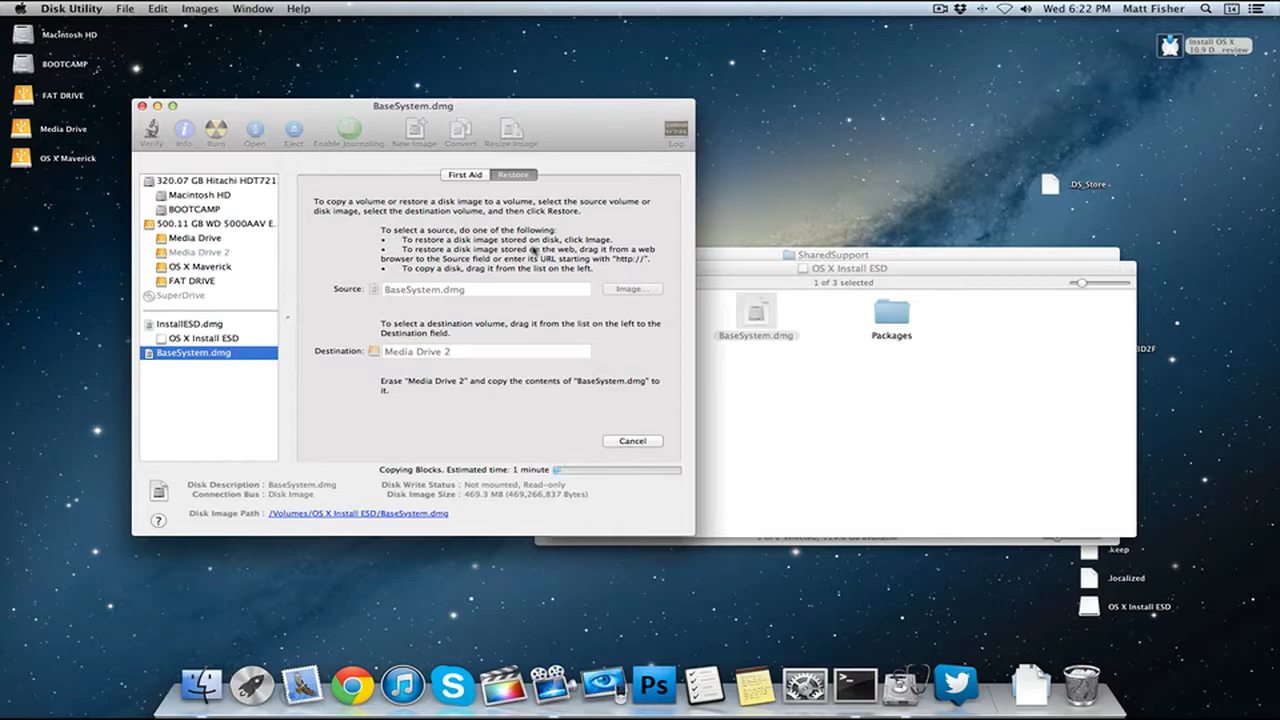 Disk Utility File Edit Images Window Help Wed 6:22 PM Matt Fisher 14
Macintosh HD
BOOTCAMP
FAT DRIVE
Media Drive
OS X Maverick
Install OS X
10.9 D review
.DS_Store
BaseSystem.dmg
Verify Info Burn Open Eject Enable Journaling New Image Convert Resize Image Log
320.07 GB Hitachi HDT721
Macintosh HD
BOOTCAMP
500.11 GB WD 5000AAV E.
Media Drive
Media Drive 2
OS X Maverick
FAT DRIVE
SuperDrive
InstallESD.dmg
OS X Install ESD
BaseSystem.dmg
First Aid Restore
To copy a volume or restore a disk image to a volume, select the source volume or
disk image, select the destination volume, and then click Restore.
To select a source, do one of the following:
• To restore a disk image stored on disk, click Image.
• To restore a disk image stored on the web, drag it from a web
browser to the Source field or enter its URL starting with "http://".
• To copy a disk, drag it from the list on the left.
Source: BaseSystem.dmg Image...
To select a destination volume, drag it from the list on the left to the
Destination field.
Destination: Media Drive 2
Erase "Media Drive 2" and copy the contents of "BaseSystem.dmg" to
it.
Cancel
Copying Blocks. Estimated time: 1 minute
Disk Description : BaseSystem.dmg
Connection Bus : Disk Image
Disk Write Status : Not mounted, Read-only
Disk Image Size : 469.3 MB (469,266,837 Bytes)
Disk Image Path : /Volumes/OS X Install ESD/BaseSystem.dmg
?
SharedSupport
OS X Install ESD
1 of 3 selected
BaseSystem.dmg
Packages
3D2F
.keep
.localized
OS X Install ESD
Ps